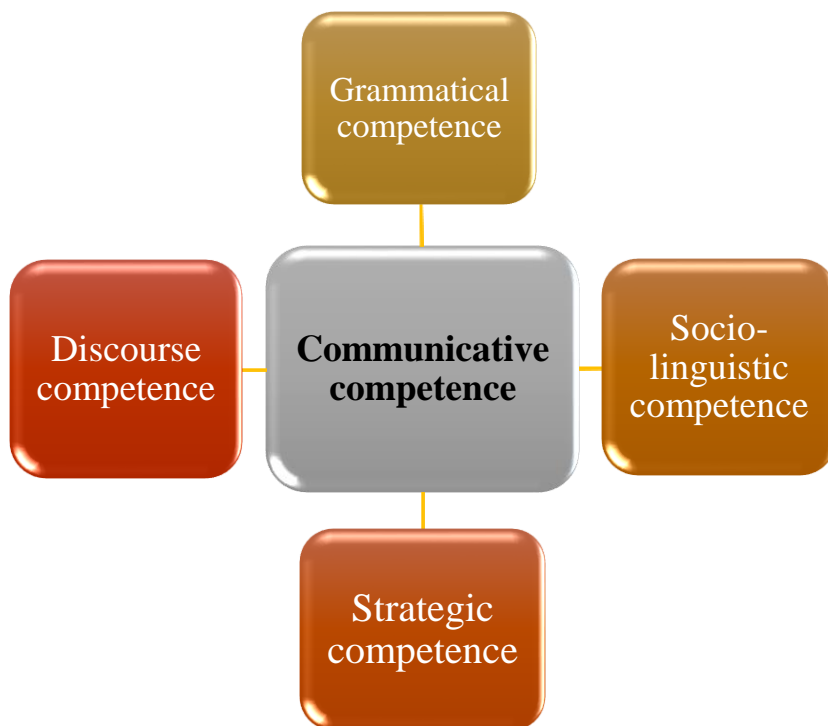 Grammatical
competence
Discourse
competence
Communicative
competence
Socio-
linguistic
competence
Strategic
competence